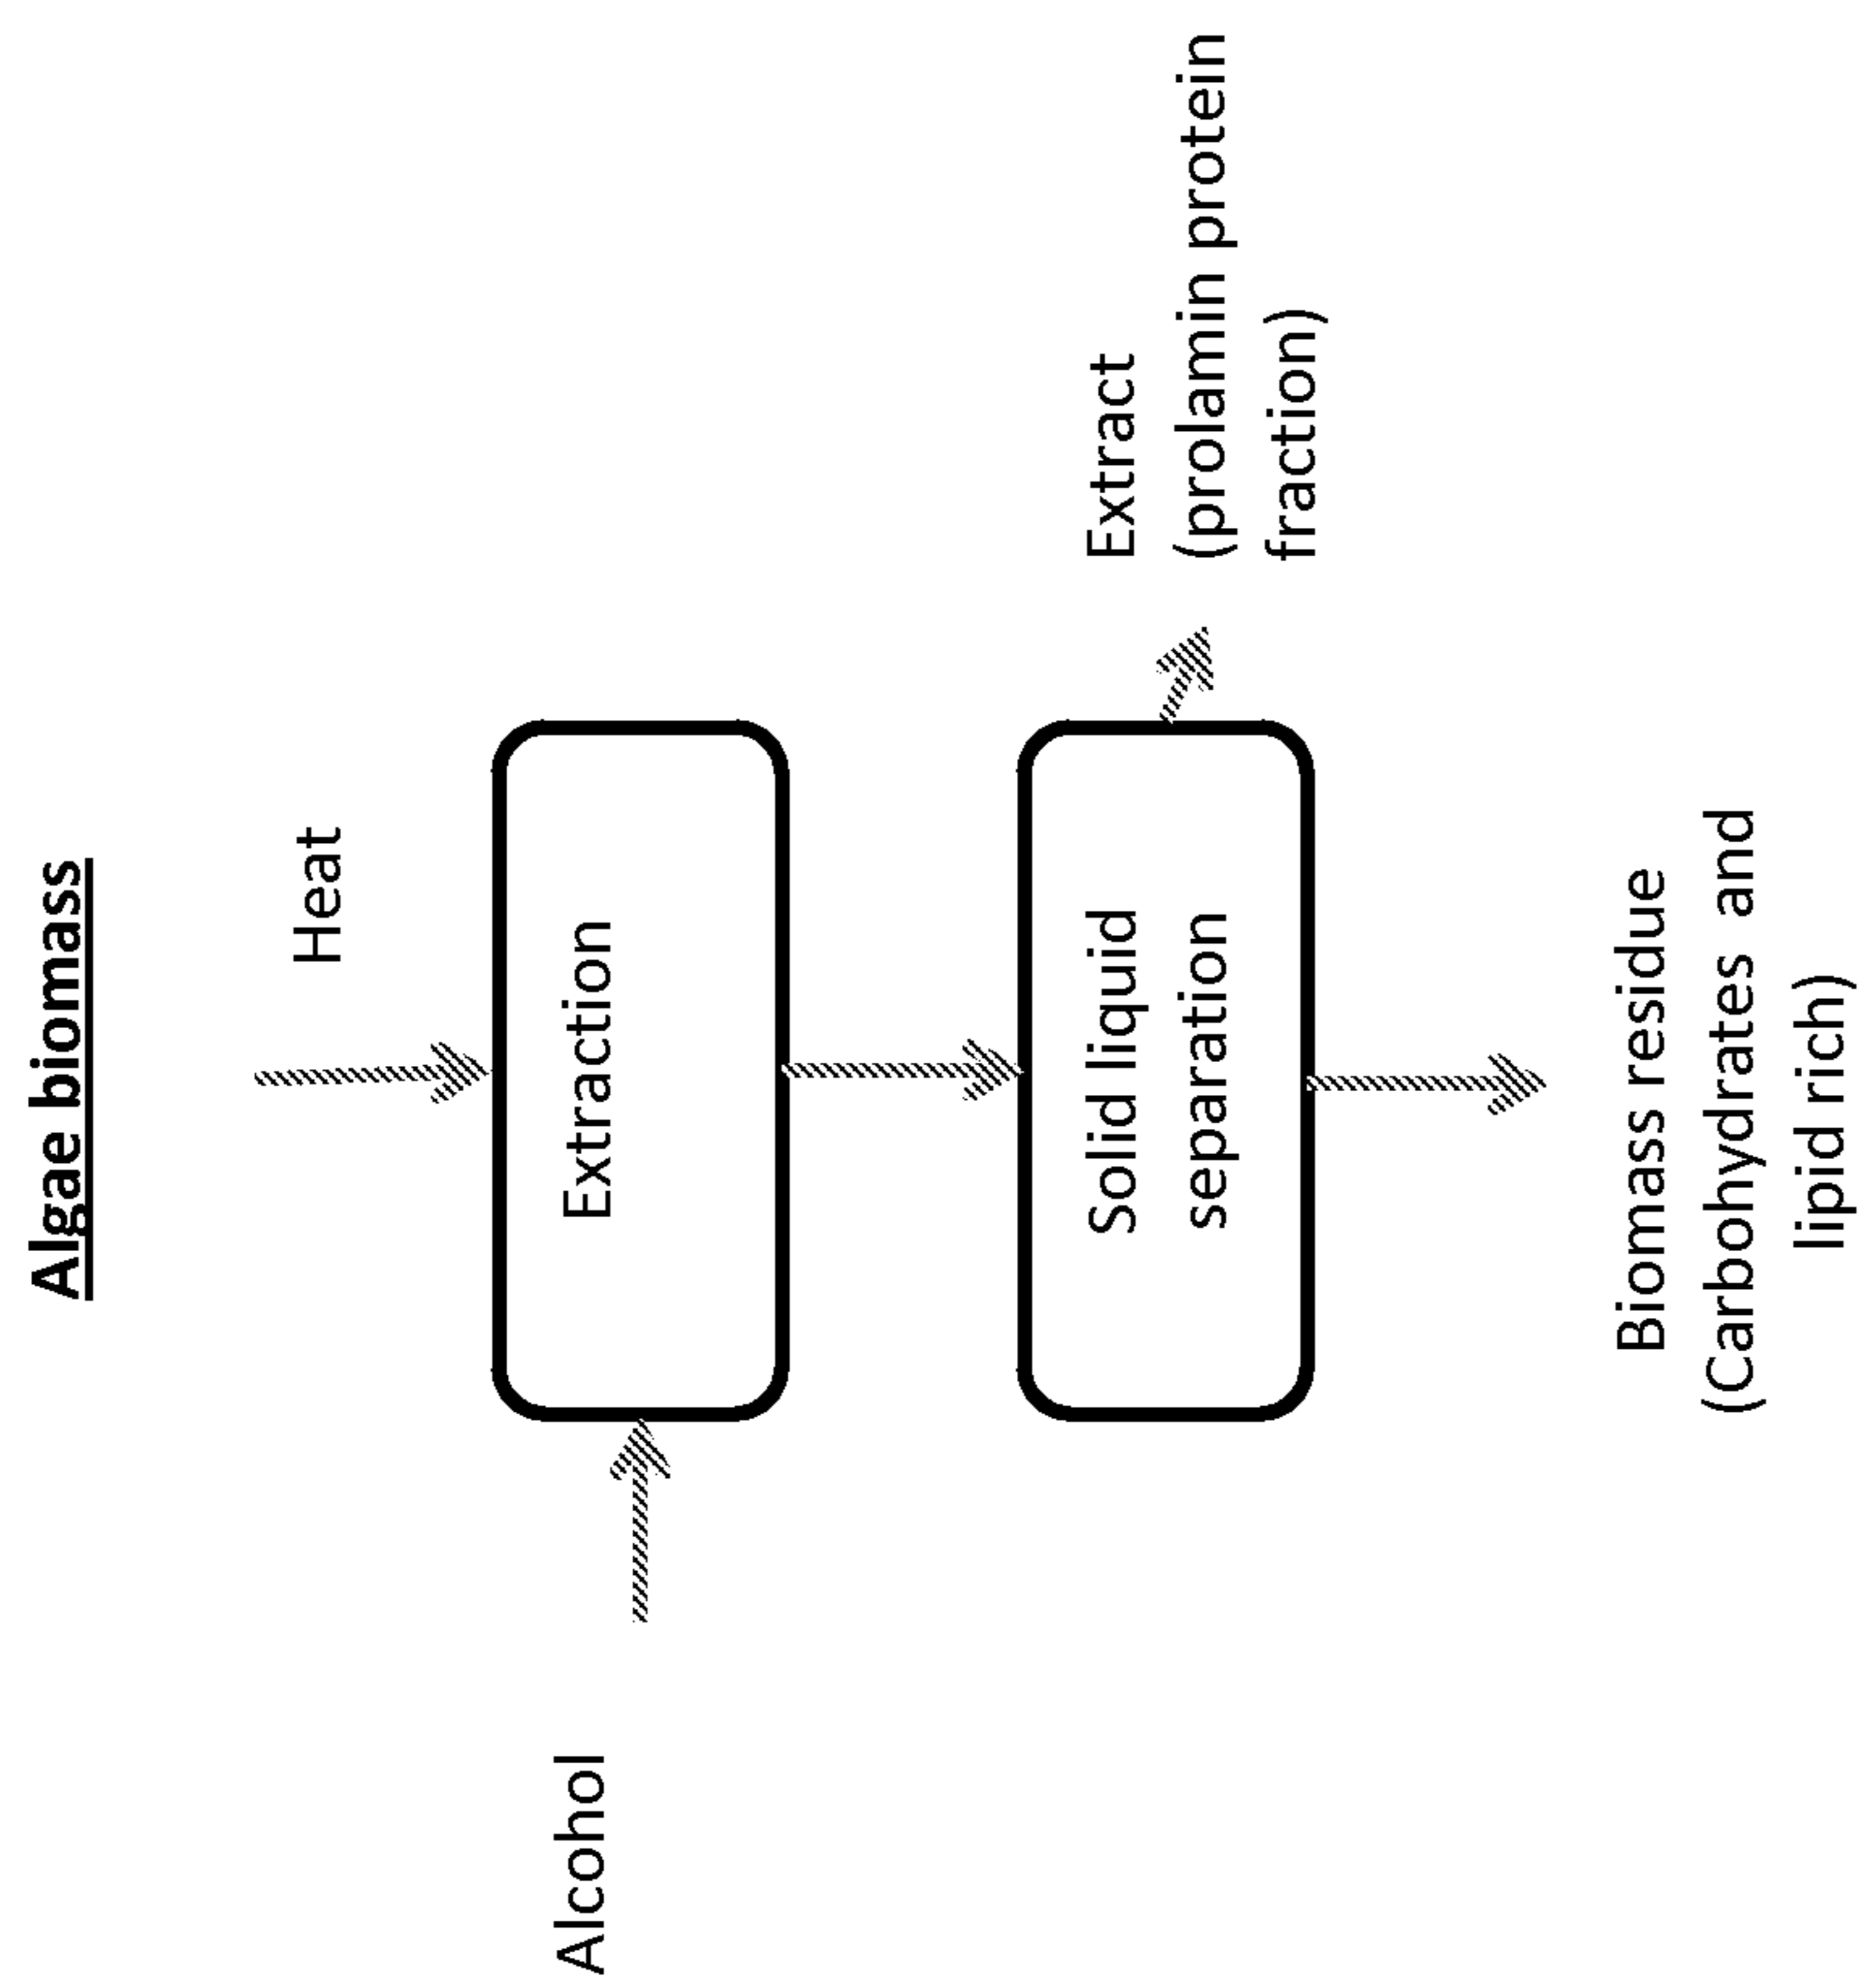 Algae biomass
Heat
Alcohol
Extraction
Solid liquid
separation
Extract
(prolamin protein
fraction)
Biomass residue
(Carbohydrates and
lipid rich)